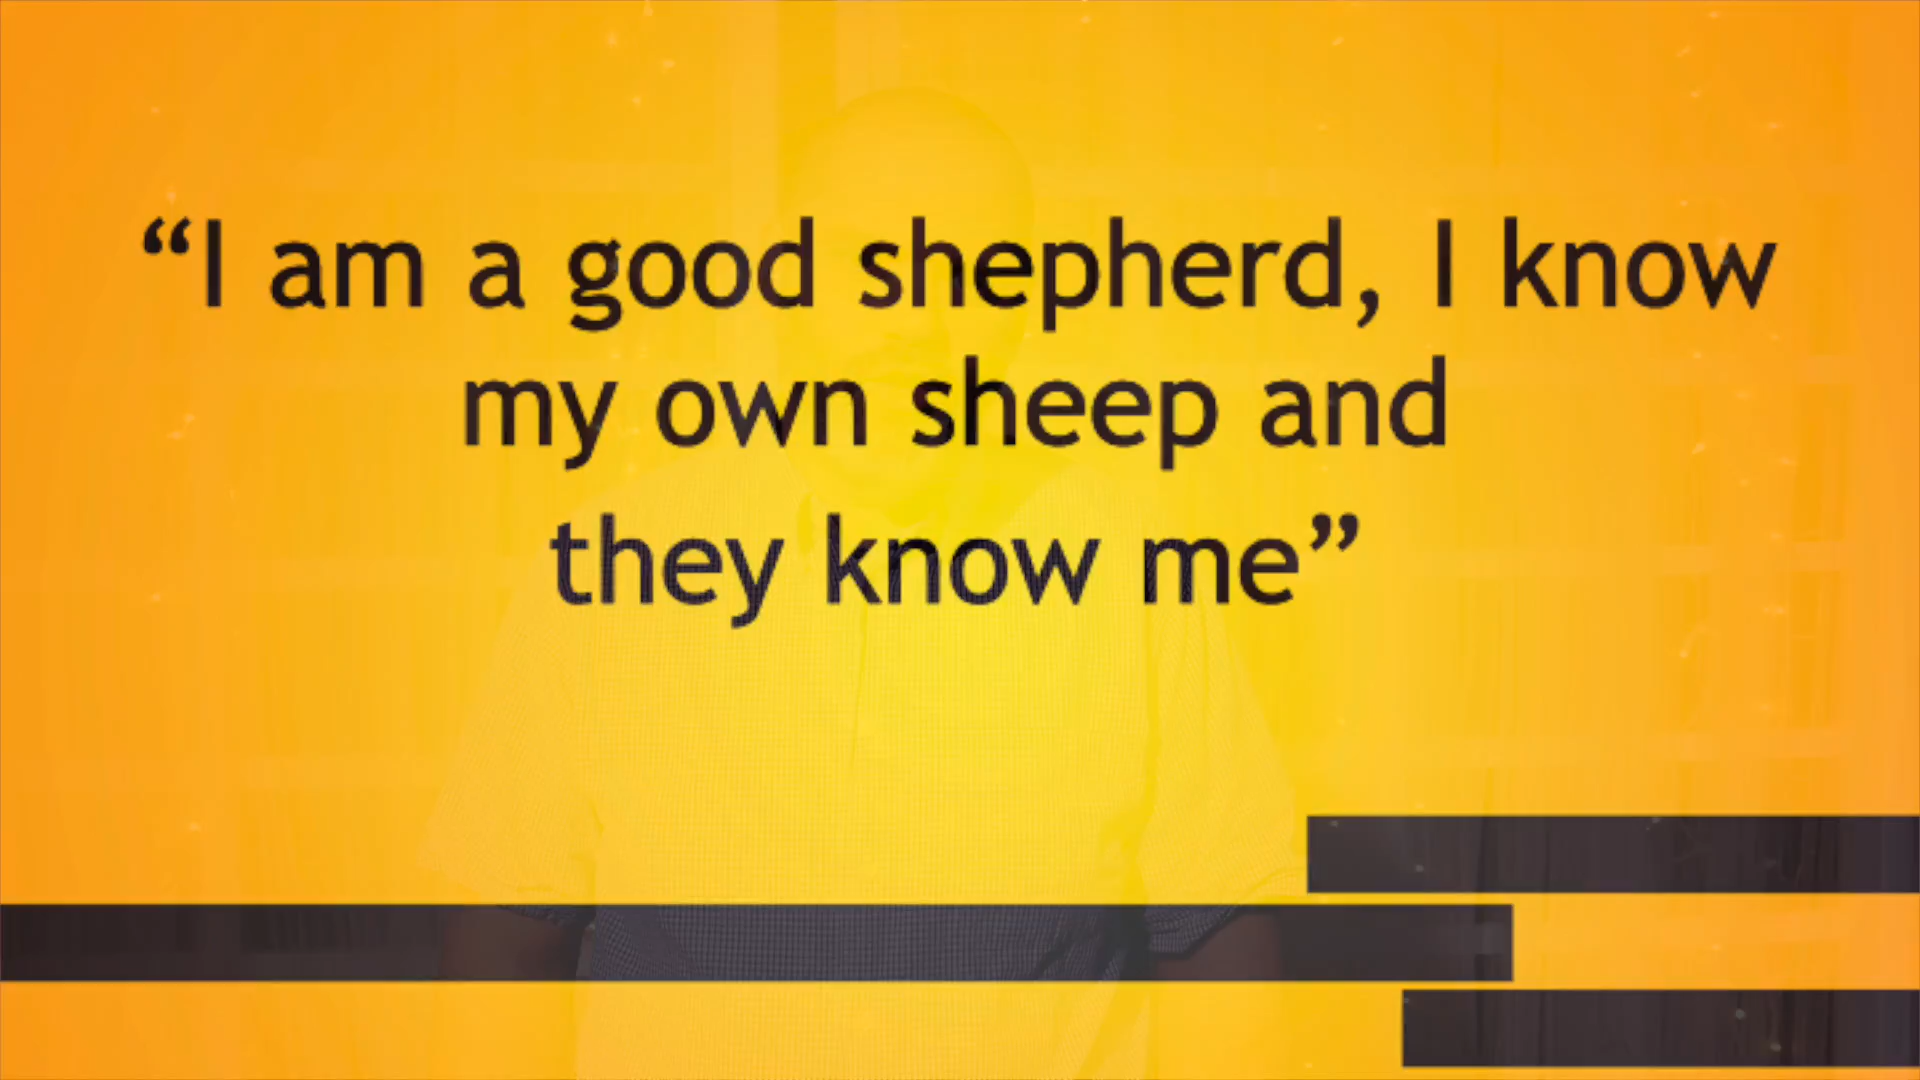 “I am a good shepherd, I know
my own sheep and
they know me”